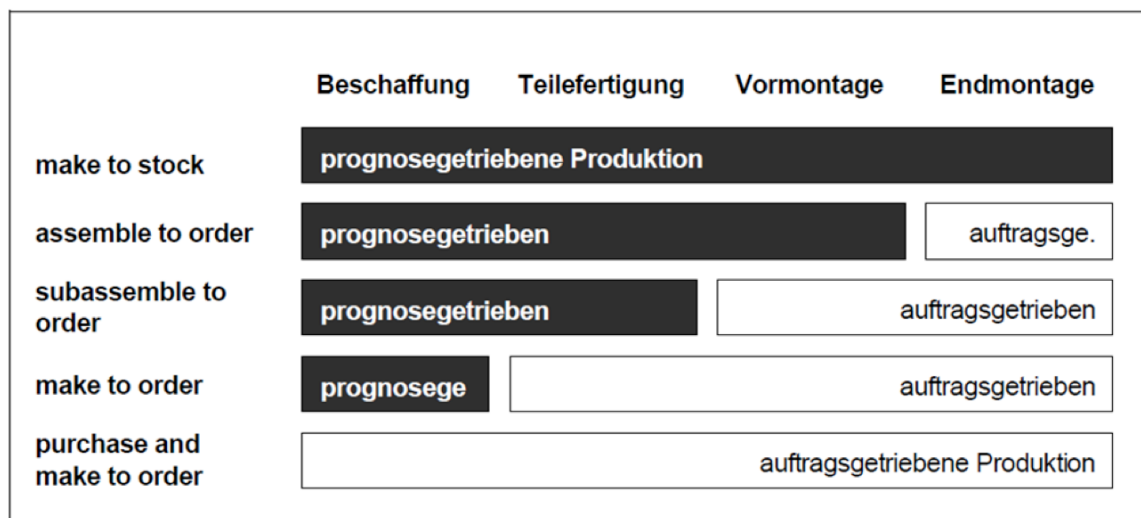 Beschaffung Teilefertigung Vormontage Endmontage
make to stock prognosegetriebene Produktion
assemble to order prognosegetrieben auftragsge.
subassemble to
order prognosegetrieben auftragsgetrieben
make to order prognosege auftragsgetrieben
purchase and
make to order auftragsgetriebene Produktion